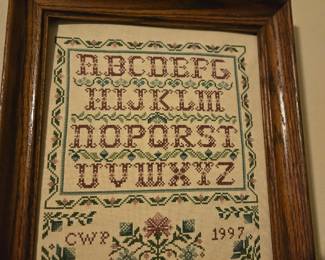 ABCDEFG
HIJKLM
NOPQRST
UVWXYZ
CWP 1997